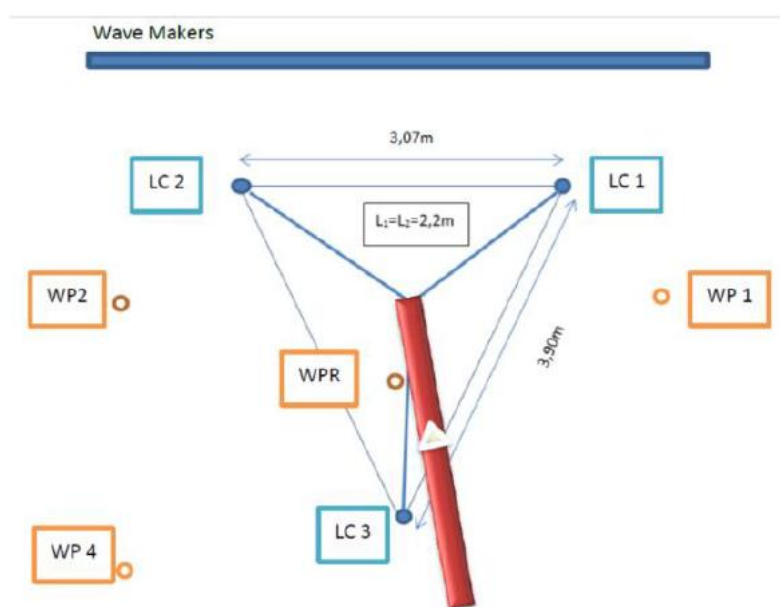 Wave Makers
3,07m
LC 2
LC 1
L₁=L₂=2,2m
WP2
WP 1
3,90m
WPR
LC 3
WP 4